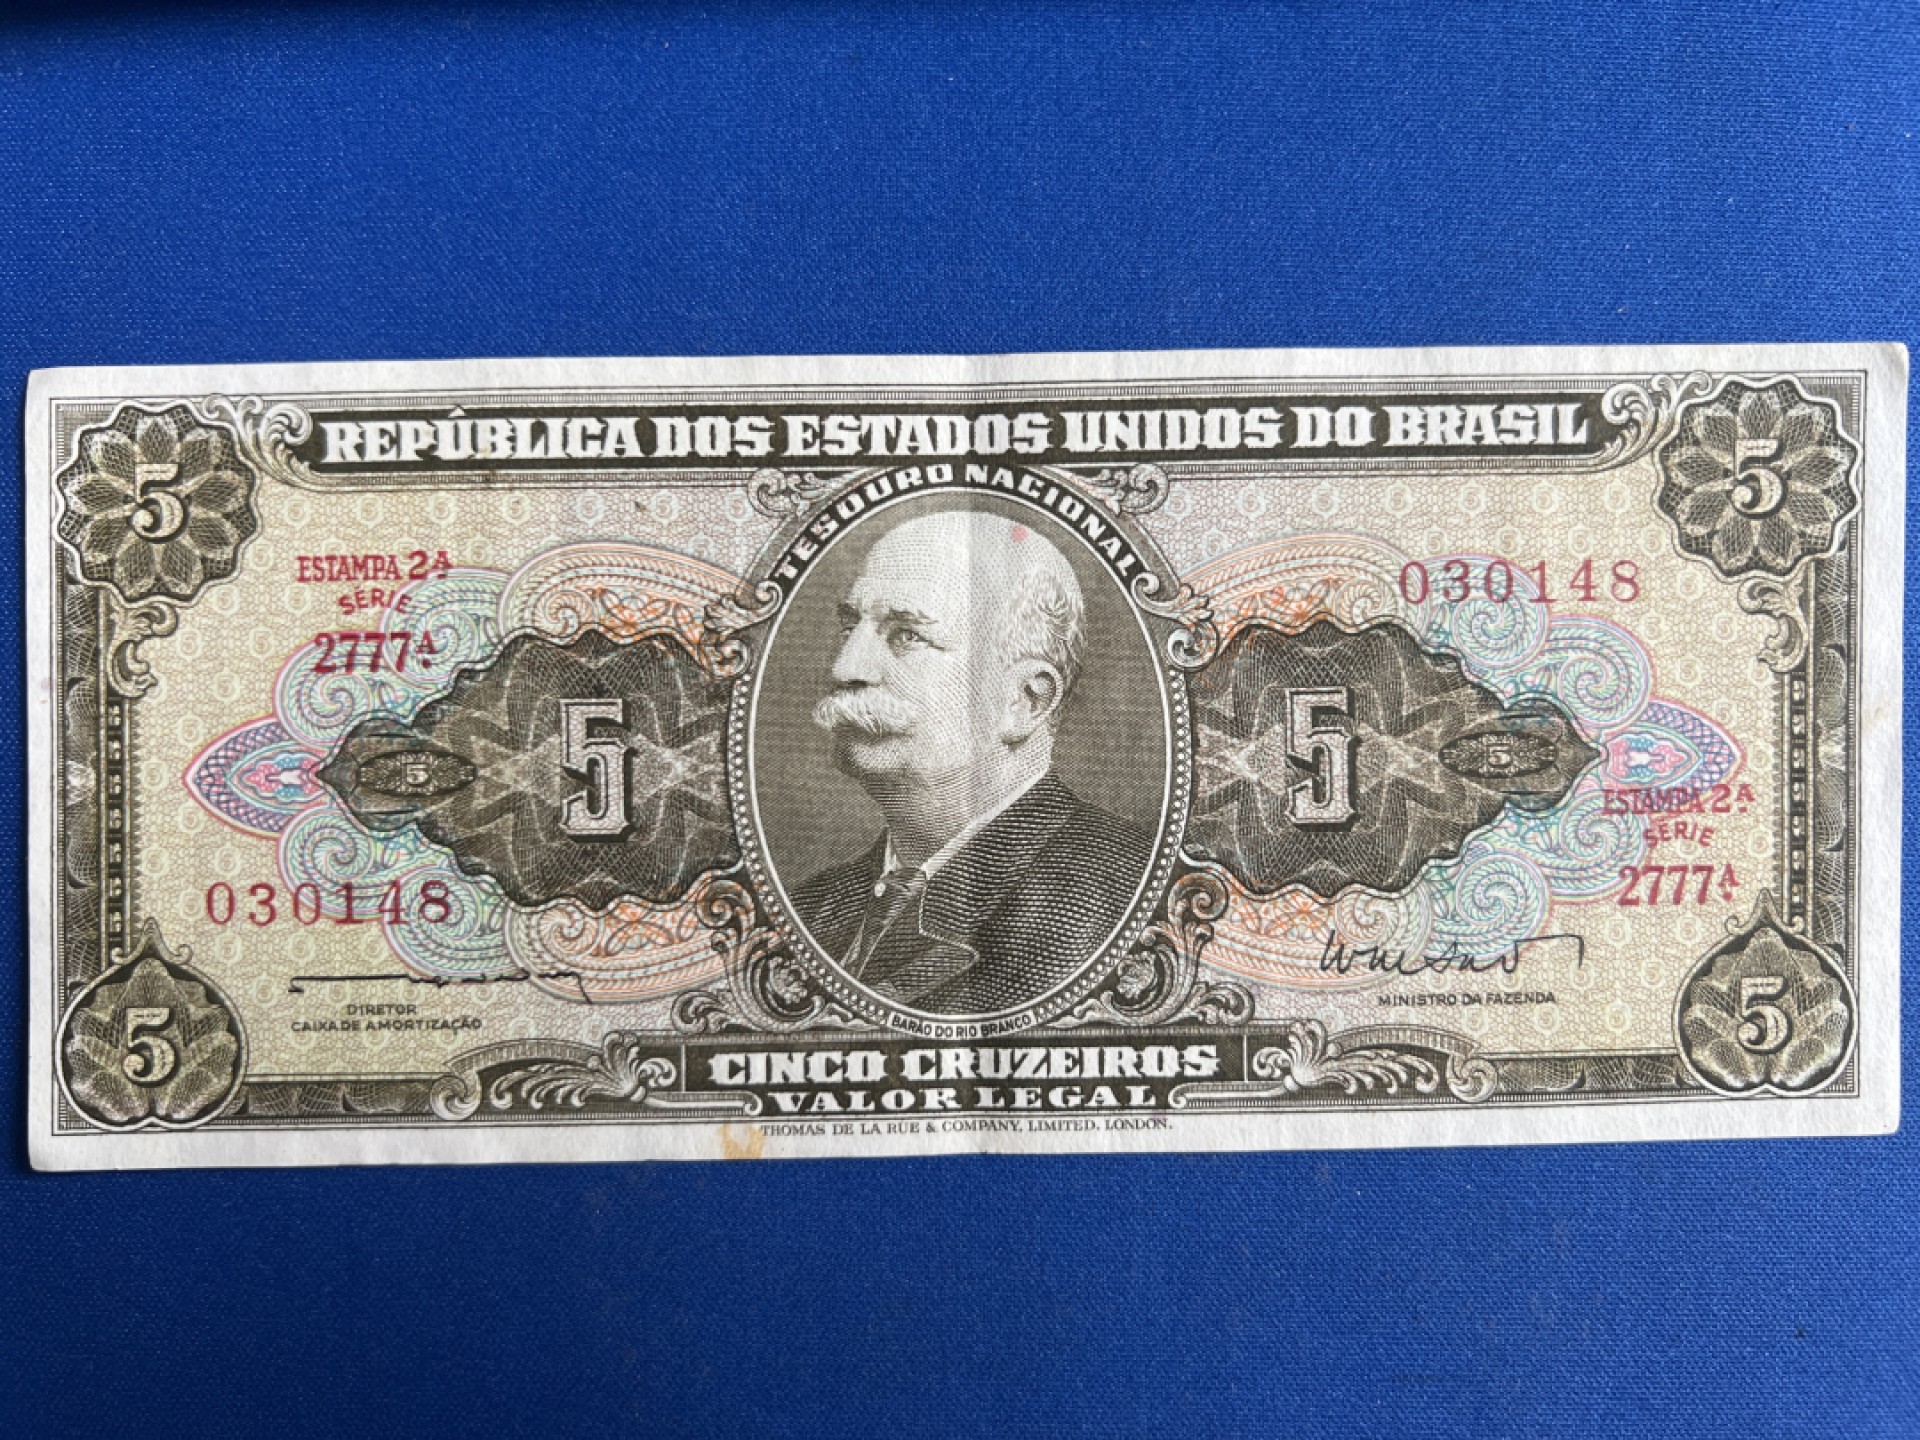 REPÚBLICA DOS ESTADOS UNIDOS DO BRASIL
5
5
TESOURO NACIONAL
ESTAMPA 2ᴬ
SÉRIE
2777ᴬ.
030148
5
5
5
5
ESTAMPA 2ᴬ
SÉRIE
2777ᴬ.
030148
DIRETOR
CAIXA DE AMORTIZAÇÃO
MINISTRO DA FAZENDA
BARÃO DO RIO BRANCO
5
5
CINCO CRUZEIROS
VALOR LEGAL
THOMAS DE LA RUE & COMPANY, LIMITED, LONDON.